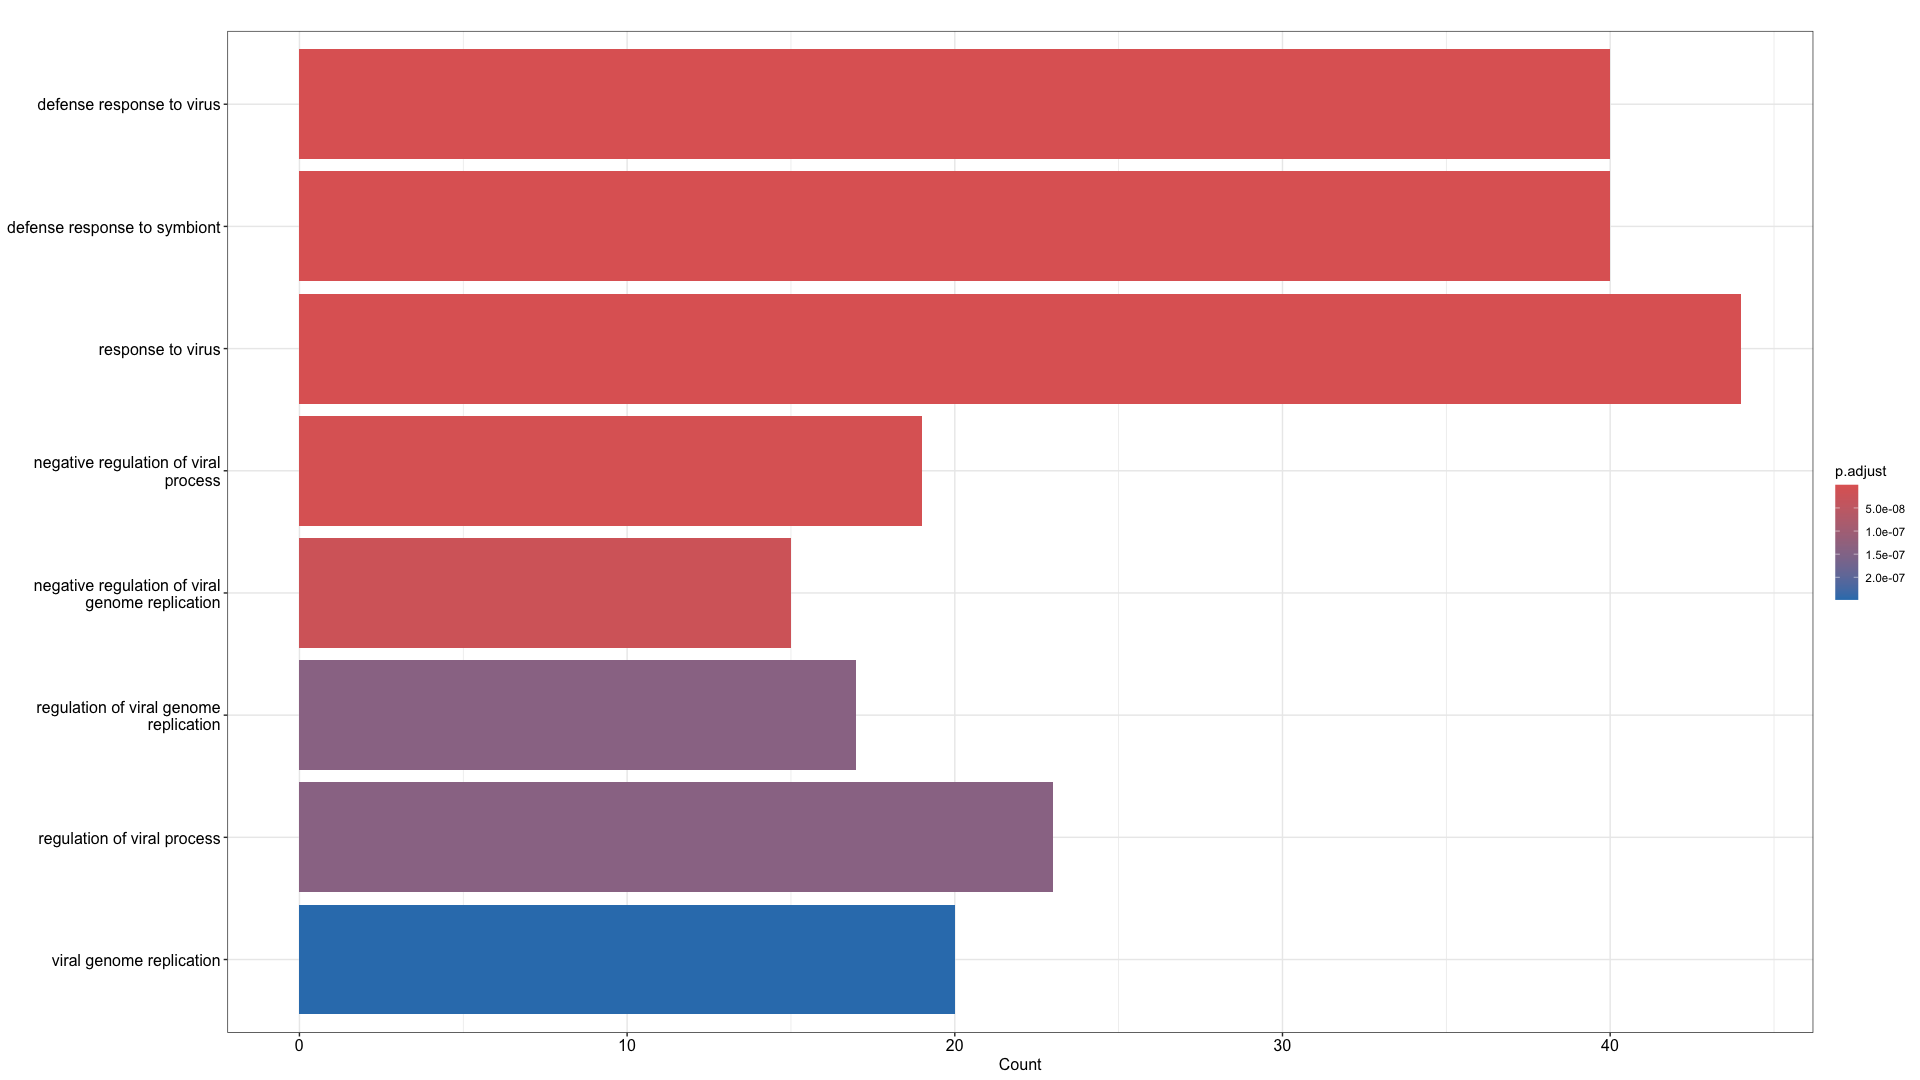 defense response to virus
defense response to symbiont
response to virus
negative regulation of viral
process
negative regulation of viral
genome replication
regulation of viral genome
replication
regulation of viral process
viral genome replication
0
10
20
30
40
Count
p.adjust
5.0e-08
1.0e-07
1.5e-07
2.0e-07